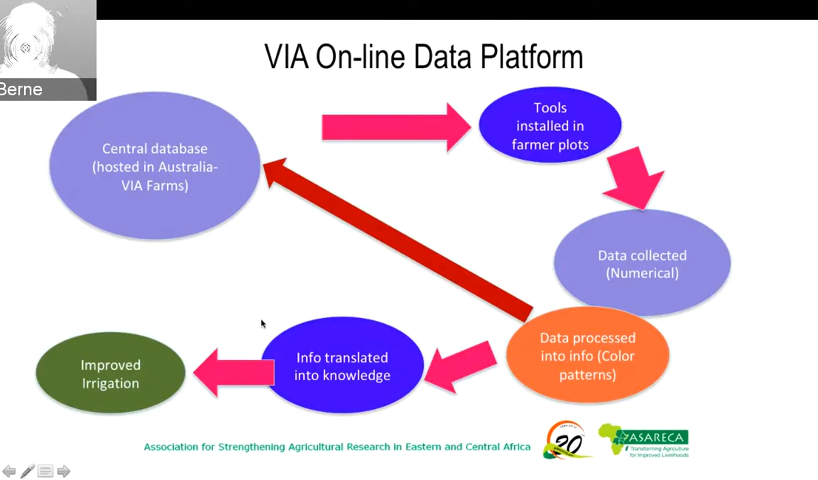 Berne
VIA On-line Data Platform
Central database
(hosted in Australia-
VIA Farms)
Tools
installed in
farmer plots
Data collected
(Numerical)
Data processed
into info (Color
patterns)
Info translated
into knowledge
Improved
Irrigation
Association for Strengthening Agricultural Research in Eastern and Central Africa
20
ASARECA
Transforming Agriculture
for Improved Livelihoods